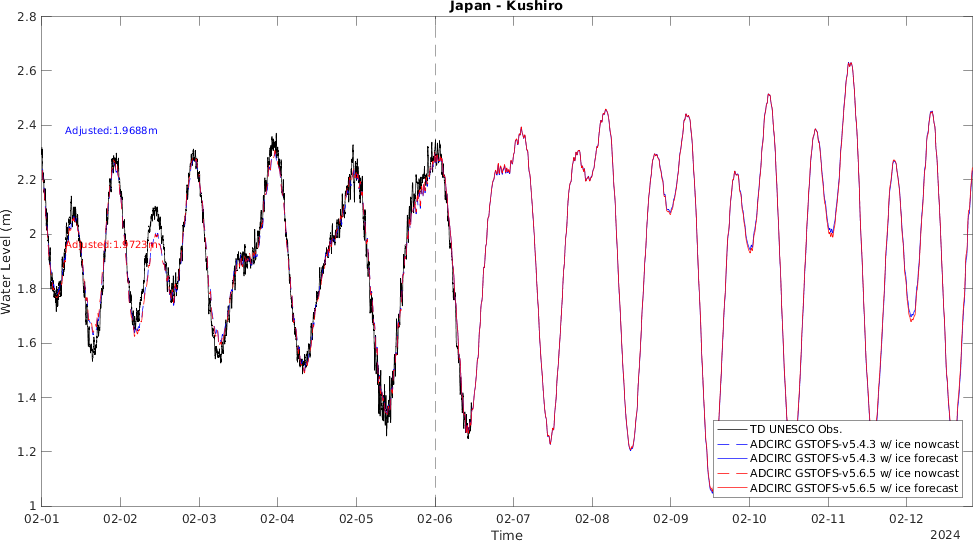 Japan - Kushiro
Water Level (m)
2.8
2.6
2.4
2.2
2
1.8
1.6
1.4
1.2
1
Adjusted:1.9688m
Adjusted:1.9723m
TD UNESCO Obs.
ADCIRC GSTOFS-v5.4.3 w/ ice nowcast
ADCIRC GSTOFS-v5.4.3 w/ ice forecast
ADCIRC GSTOFS-v5.6.5 w/ ice nowcast
ADCIRC GSTOFS-v5.6.5 w/ ice forecast
02-01 02-02 02-03 02-04 02-05 02-06 02-07 02-08 02-09 02-10 02-11 02-12
Time
2024